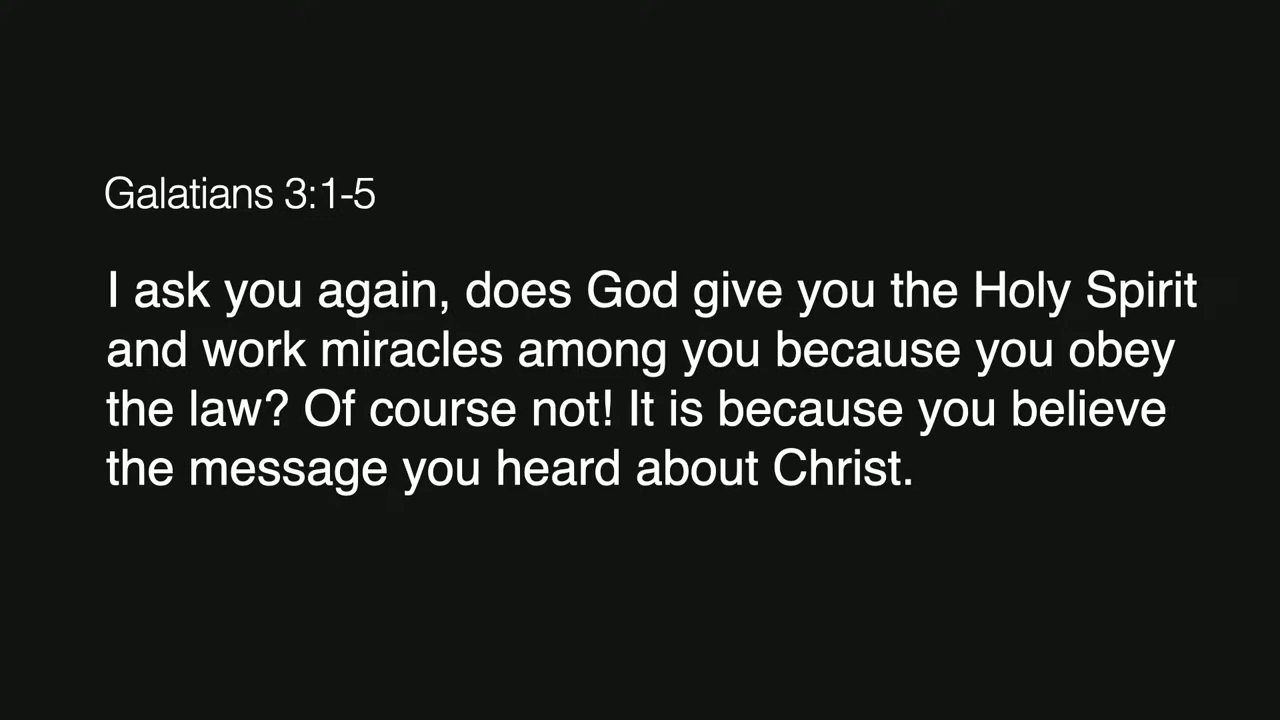 Galatians 3:1-5
I ask you again, does God give you the Holy Spirit
and work miracles among you because you obey
the law? Of course not! It is because you believe
the message you heard about Christ.